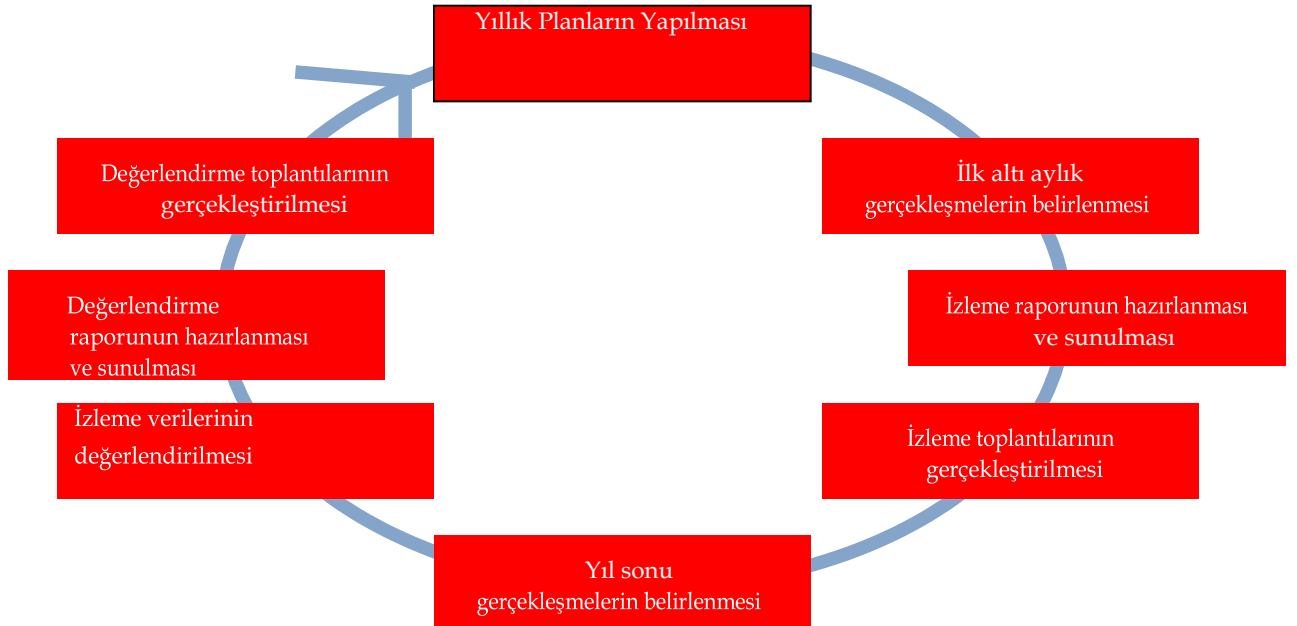 Yıllık Planların Yapılması
İlk altı aylık
gerçekleşmelerin belirlenmesi
İzleme raporunun hazırlanması
ve sunulması
İzleme toplantılarının
gerçekleştirilmesi
Yıl sonu
gerçekleşmelerin belirlenmesi
İzleme verilerinin
değerlendirilmesi
Değerlendirme
raporunun hazırlanması
ve sunulması
Değerlendirme toplantılarının
gerçekleştirilmesi